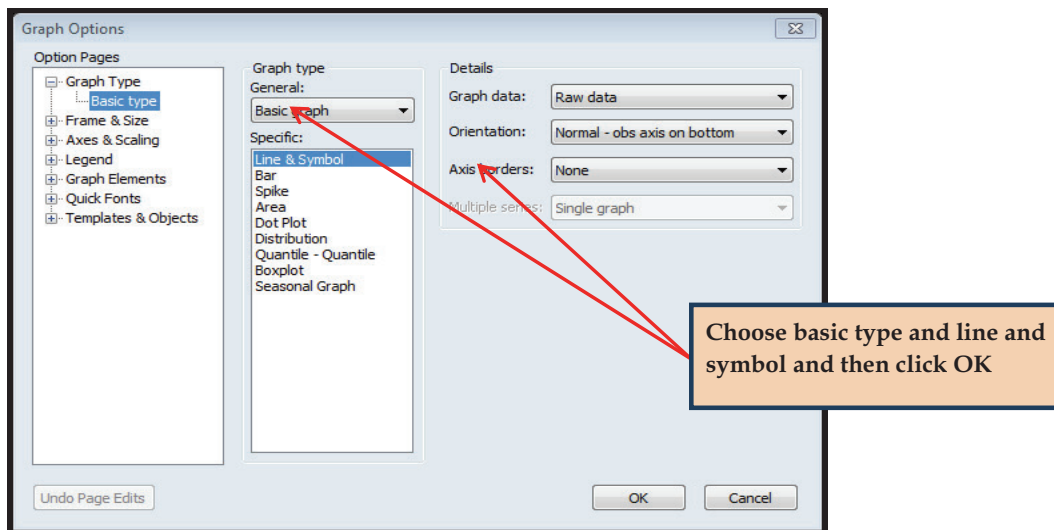 Graph Options
Option Pages
Graph Type
Basic type
Frame & Size
Axes & Scaling
Legend
Graph Elements
Quick Fonts
Templates & Objects
Graph type
General:
Basic graph
Specific:
Line & Symbol
Bar
Spike
Area
Dot Plot
Distribution
Quantile - Quantile
Boxplot
Seasonal Graph
Details
Graph data: Raw data
Orientation: Normal - obs axis on bottom
Axis borders: None
Multiple series: Single graph
Choose basic type and line and
symbol and then click OK
Undo Page Edits
OK
Cancel